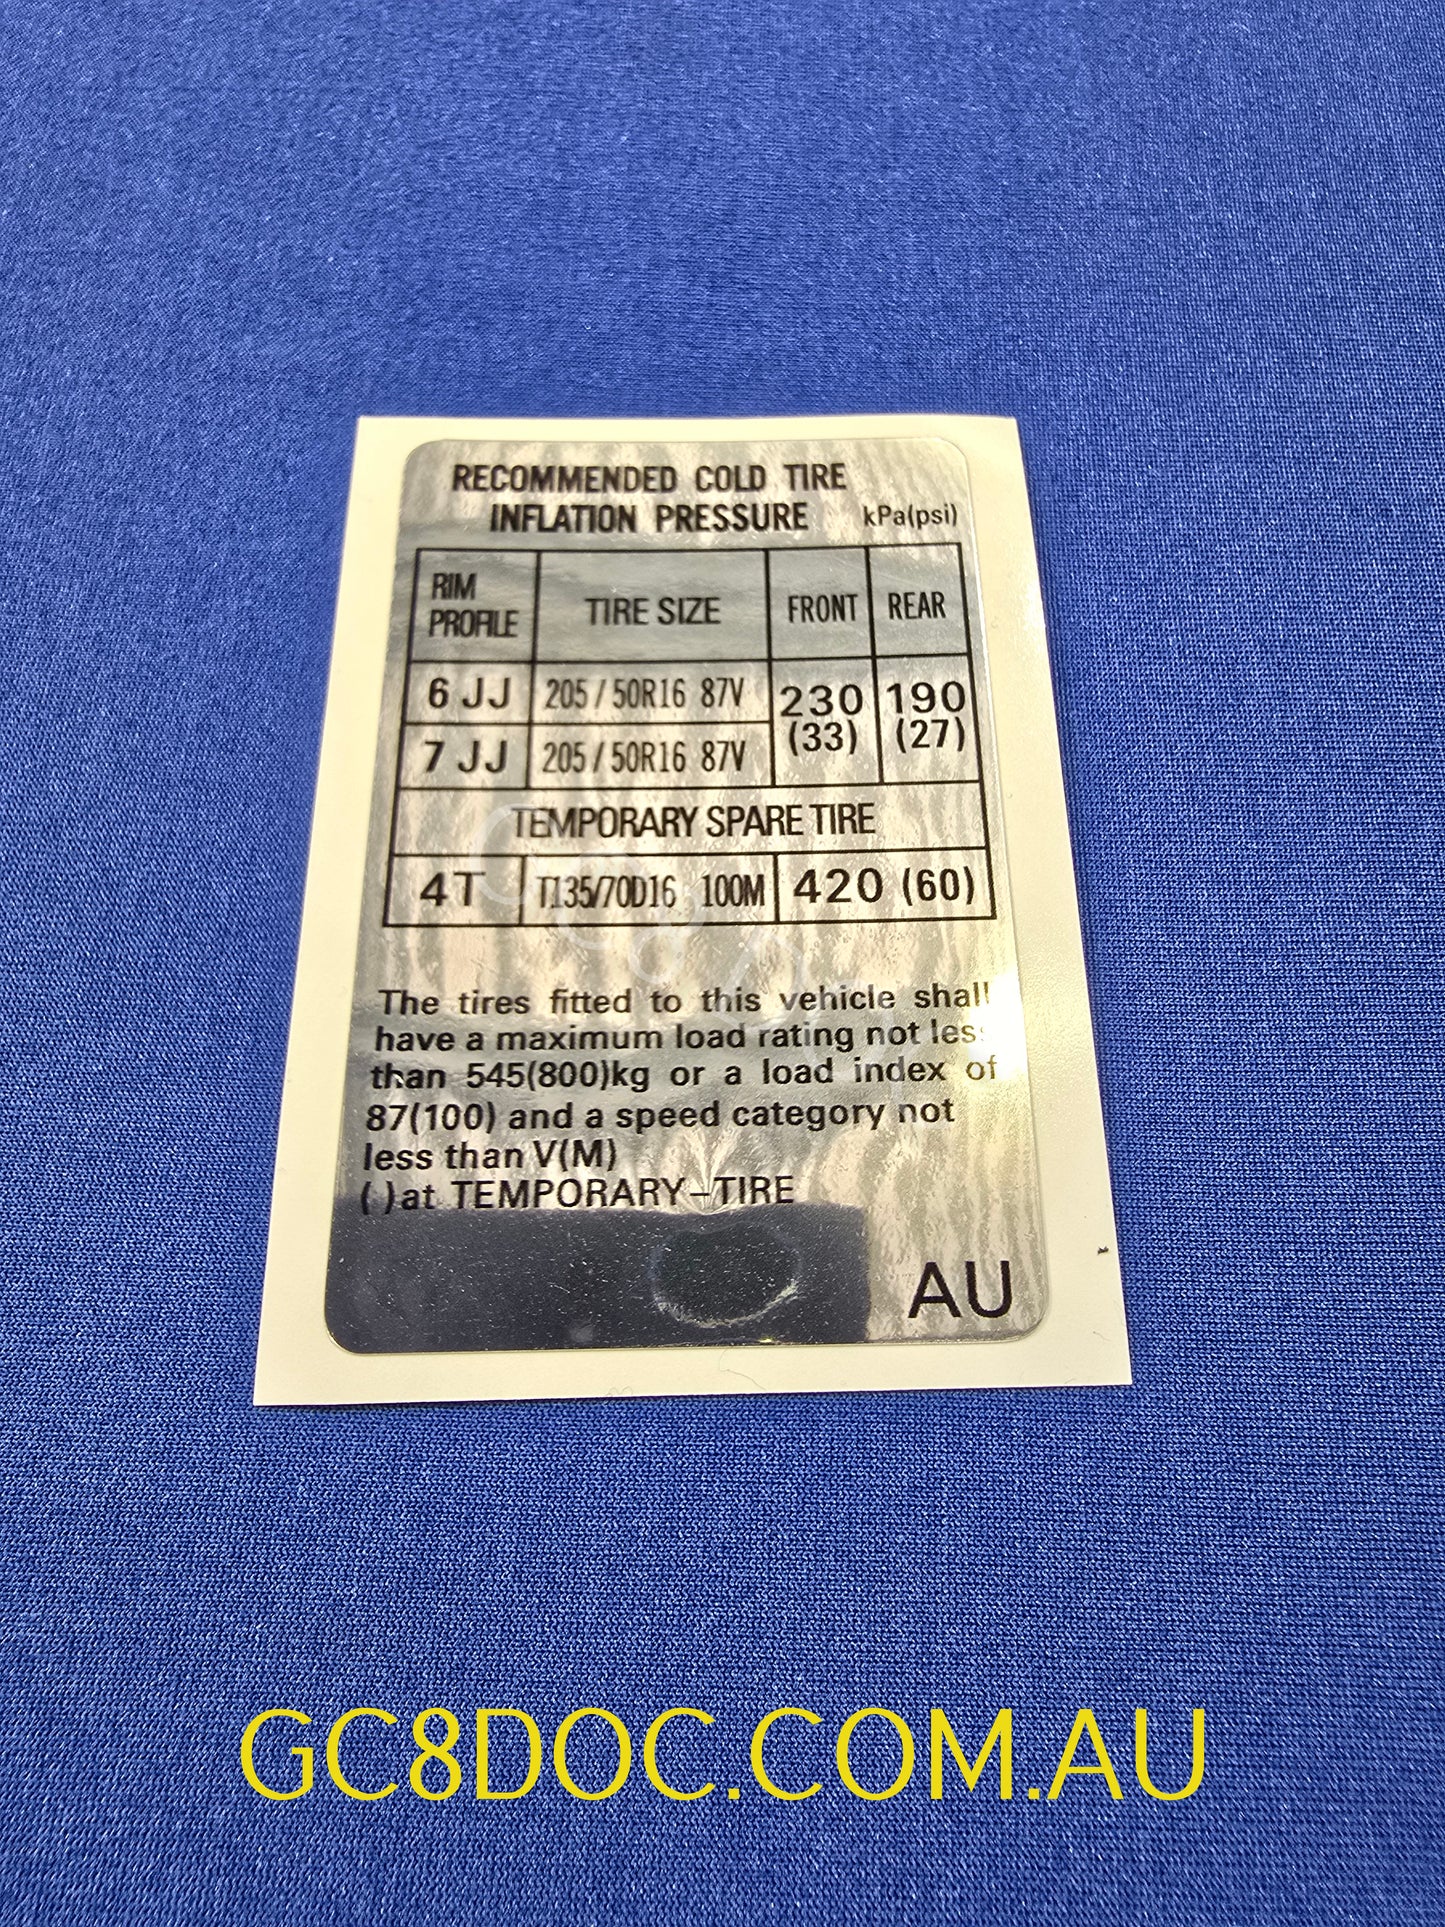 RECOMMENDED COLD TIRE
INFLATION PRESSURE kPa(psi)
RIM PROFILE TIRE SIZE FRONT REAR
6 JJ 205/50R16 87V 230 (33) 190 (27)
7 JJ 205/50R16 87V
TEMPORARY SPARE TIRE
4T T135/70D16 100M 420 (60)
The tires fitted to this vehicle shall
have a maximum load rating not less
than 545(800)kg or a load index of
87(100) and a speed category not
less than V(M)
( )at TEMPORARY-TIRE
AU
GC8DOC.COM.AU